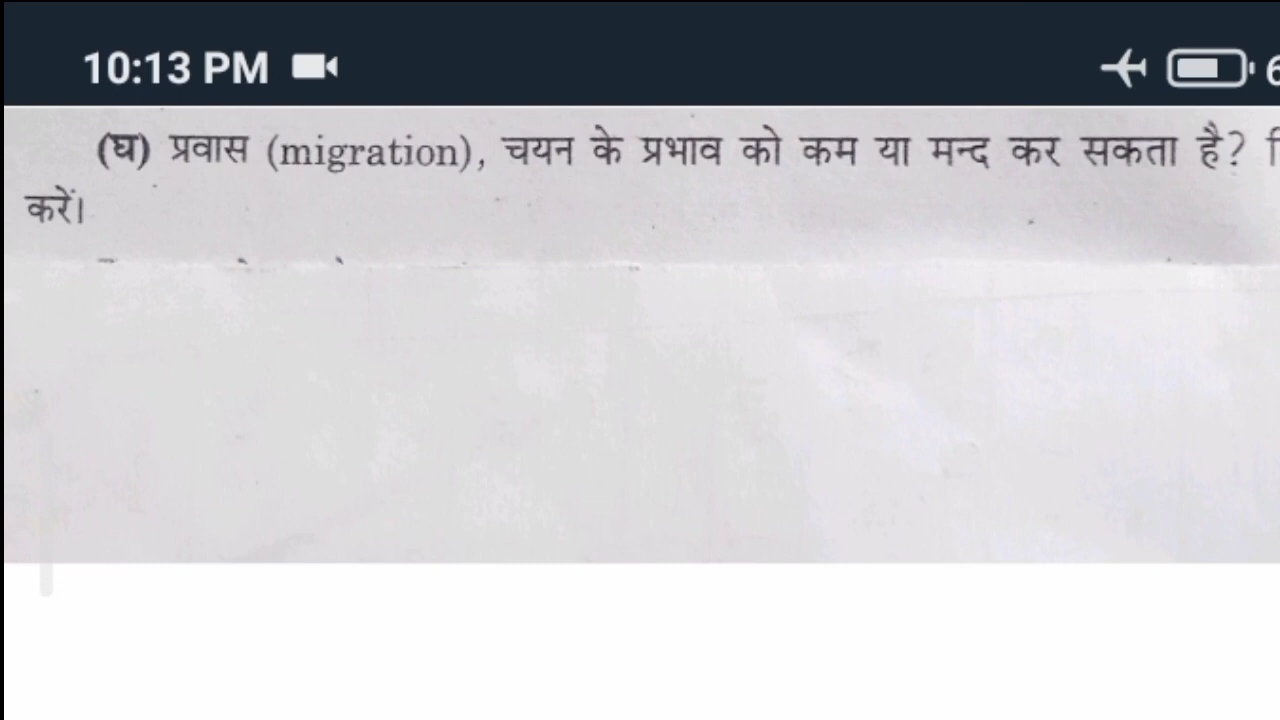 10:13 PM
(घ) प्रवास (migration), चयन के प्रभाव को कम या मन्द कर सकता है?
करें।